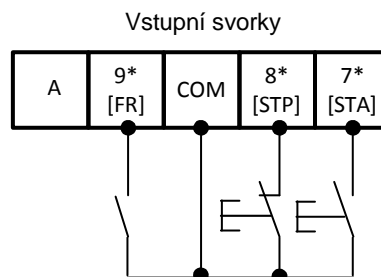 Vstupní svorky
A
9*
[FR]
COM
8*
[STP]
7*
[STA]